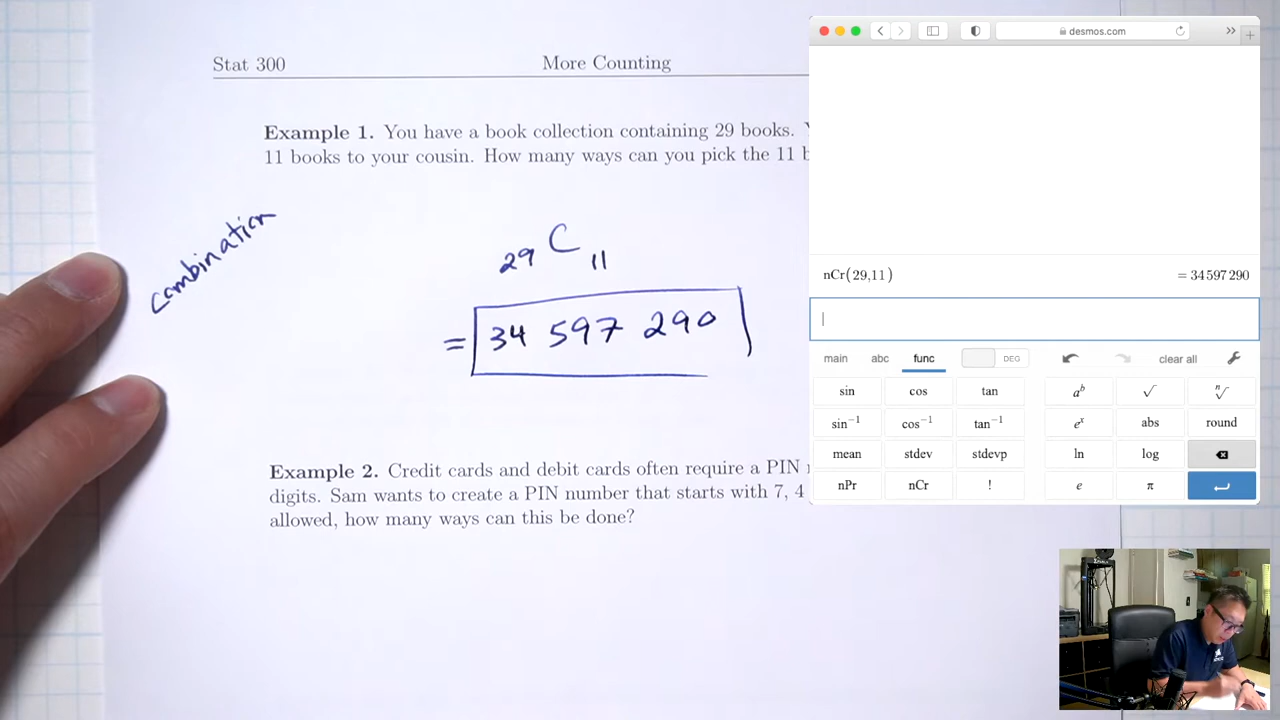 Stat 300
More Counting
Example 1. You have a book collection containing 29 books.
11 books to your cousin. How many ways can you pick the 11
combination
29 C 11
= 34 597 290
Example 2. Credit cards and debit cards often require a PIN
digits. Sam wants to create a PIN number that starts with 7, 4
allowed, how many ways can this be done?
desmos.com
nCr(29,11)
= 34597290
main abc func DEG clear all
sin cos tan aᵇ √ ⁿ√
sin⁻¹ cos⁻¹ tan⁻¹ eˣ abs round
mean stdev stdevp ln log
nPr nCr ! e π